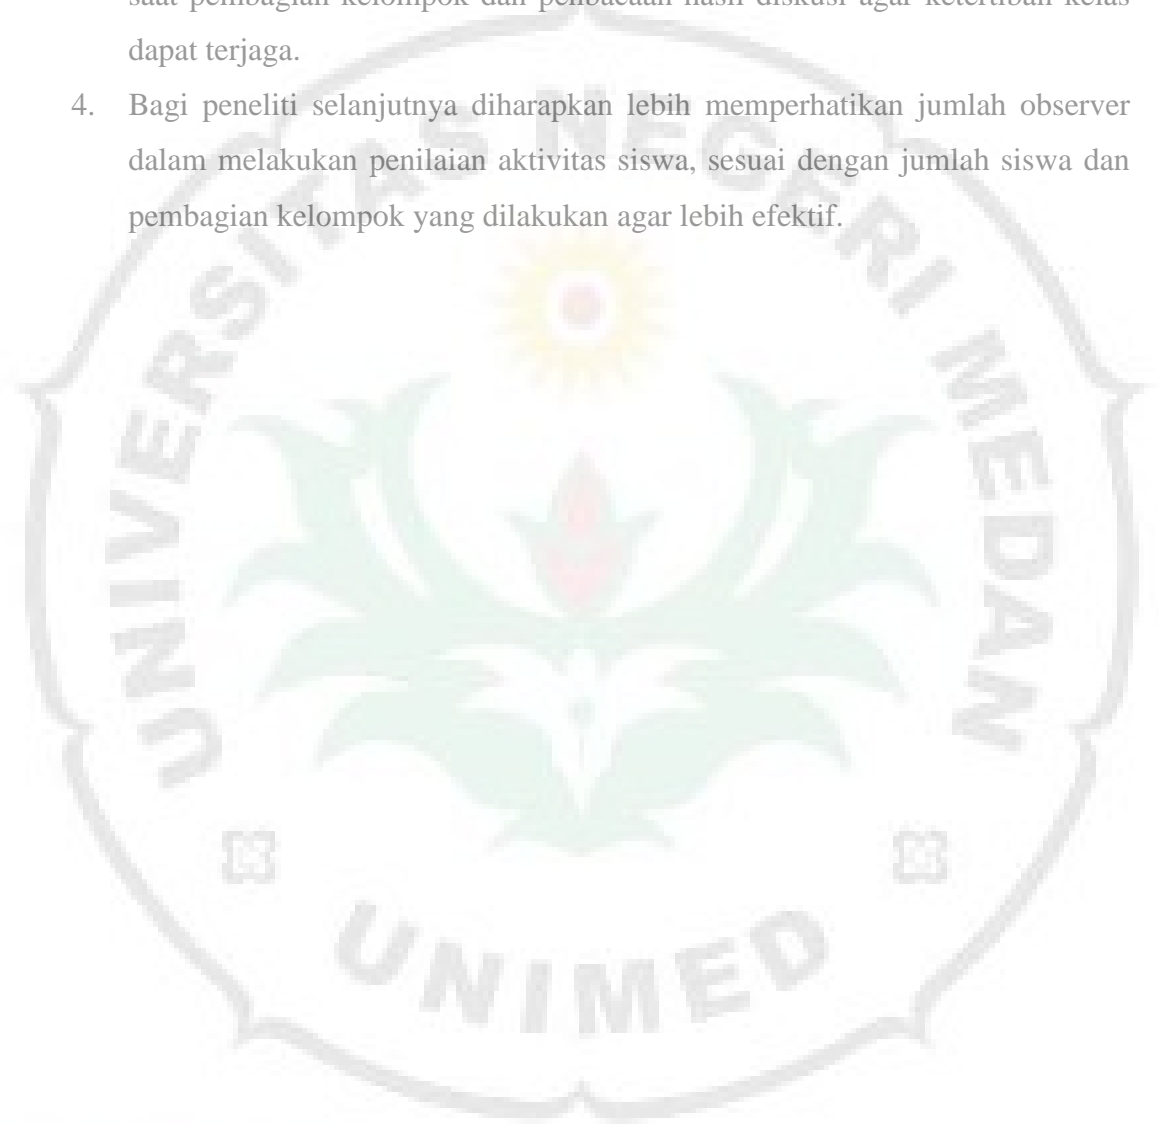 saat pembagian kelompok dan penbacaan hasil diskusi agar ketertiban kelas
dapat terjaga.
4. Bagi peneliti selanjutnya diharapkan lebih memperhatikan jumlah observer
dalam melakukan penilaian aktivitas siswa, sesuai dengan jumlah siswa dan
pembagian kelompok yang dilakukan agar lebih efektif.
UNIVERSITAS NEGERI MEDAN
UNIMED